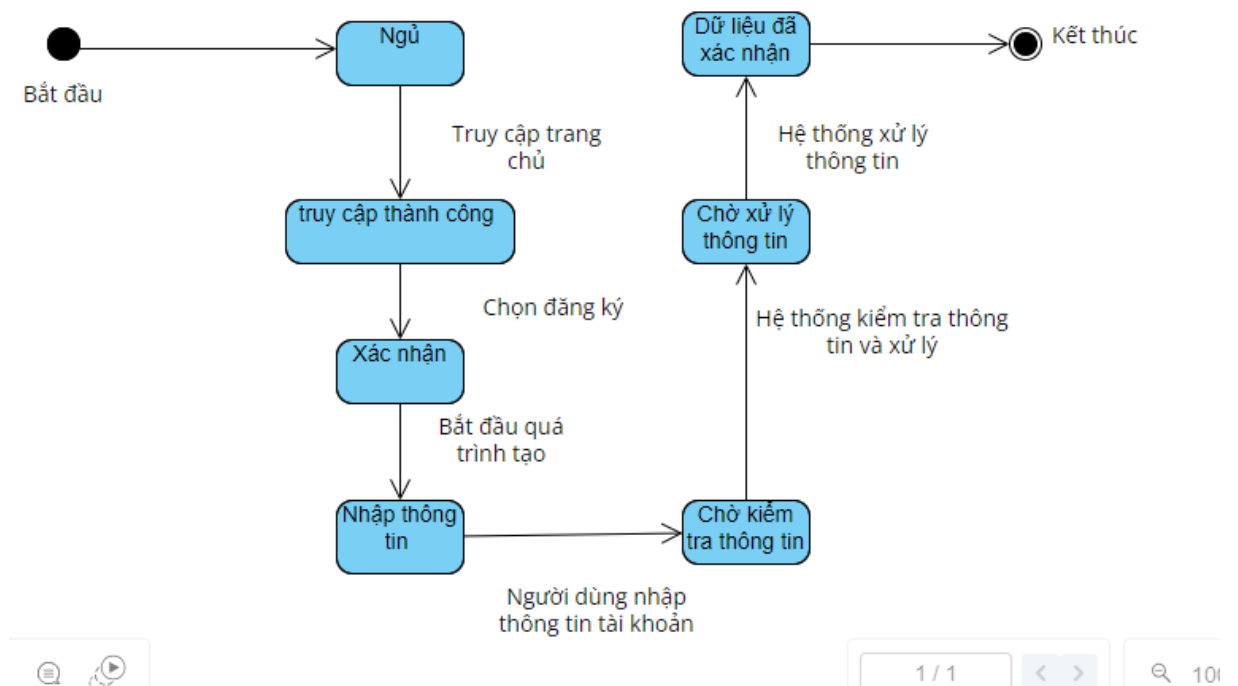 Bắt đầu
Ngủ
Truy cập trang
chủ
truy cập thành công
Chọn đăng ký
Xác nhận
Bắt đầu quá
trình tạo
Nhập thông
tin
Người dùng nhập
thông tin tài khoản
Chờ kiểm
tra thông tin
Hệ thống kiểm tra thông
tin và xử lý
Chờ xử lý
thông tin
Hệ thống xử lý
thông tin
Dữ liệu đã
xác nhận
Kết thúc
1 / 1